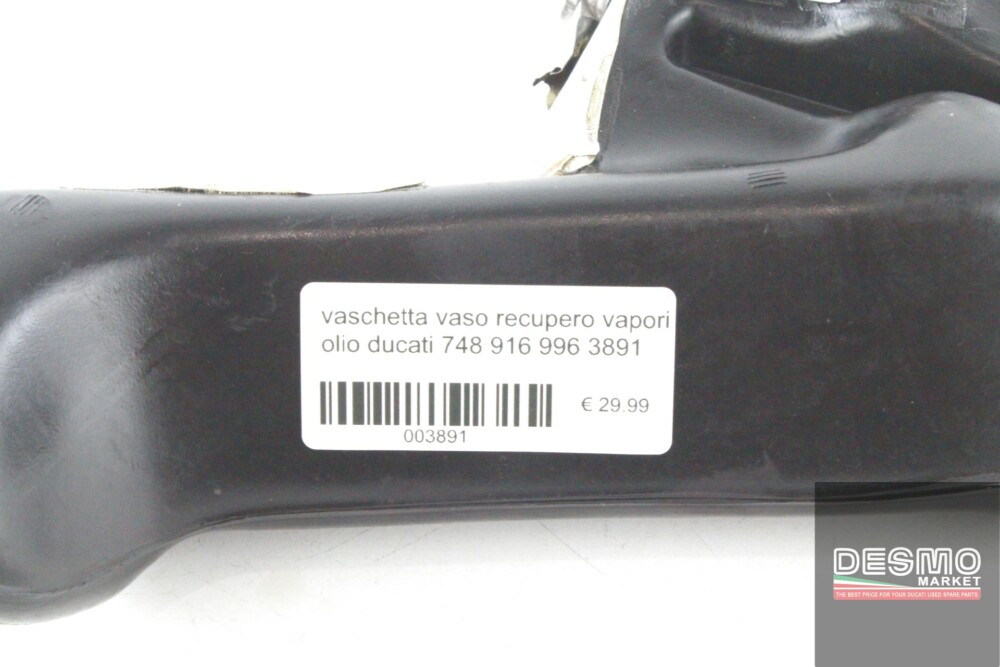 vaschetta vaso recupero vapori
olio ducati 748 916 996 3891
€ 29.99
003891
DESMO
MARKET
THE BEST PRICE FOR YOUR DUCATI USED SPARE PARTS